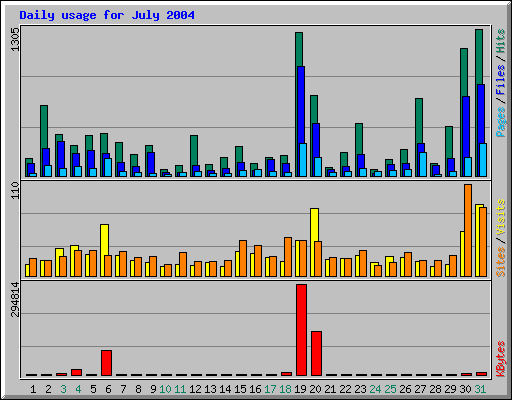 Daily usage for July 2004
1305
Pages / Files / Hits
110
Sites / Visits
294814
KBytes
1 2 3 4 5 6 7 8 9 10 11 12 13 14 15 16 17 18 19 20 21 22 23 24 25 26 27 28 29 30 31